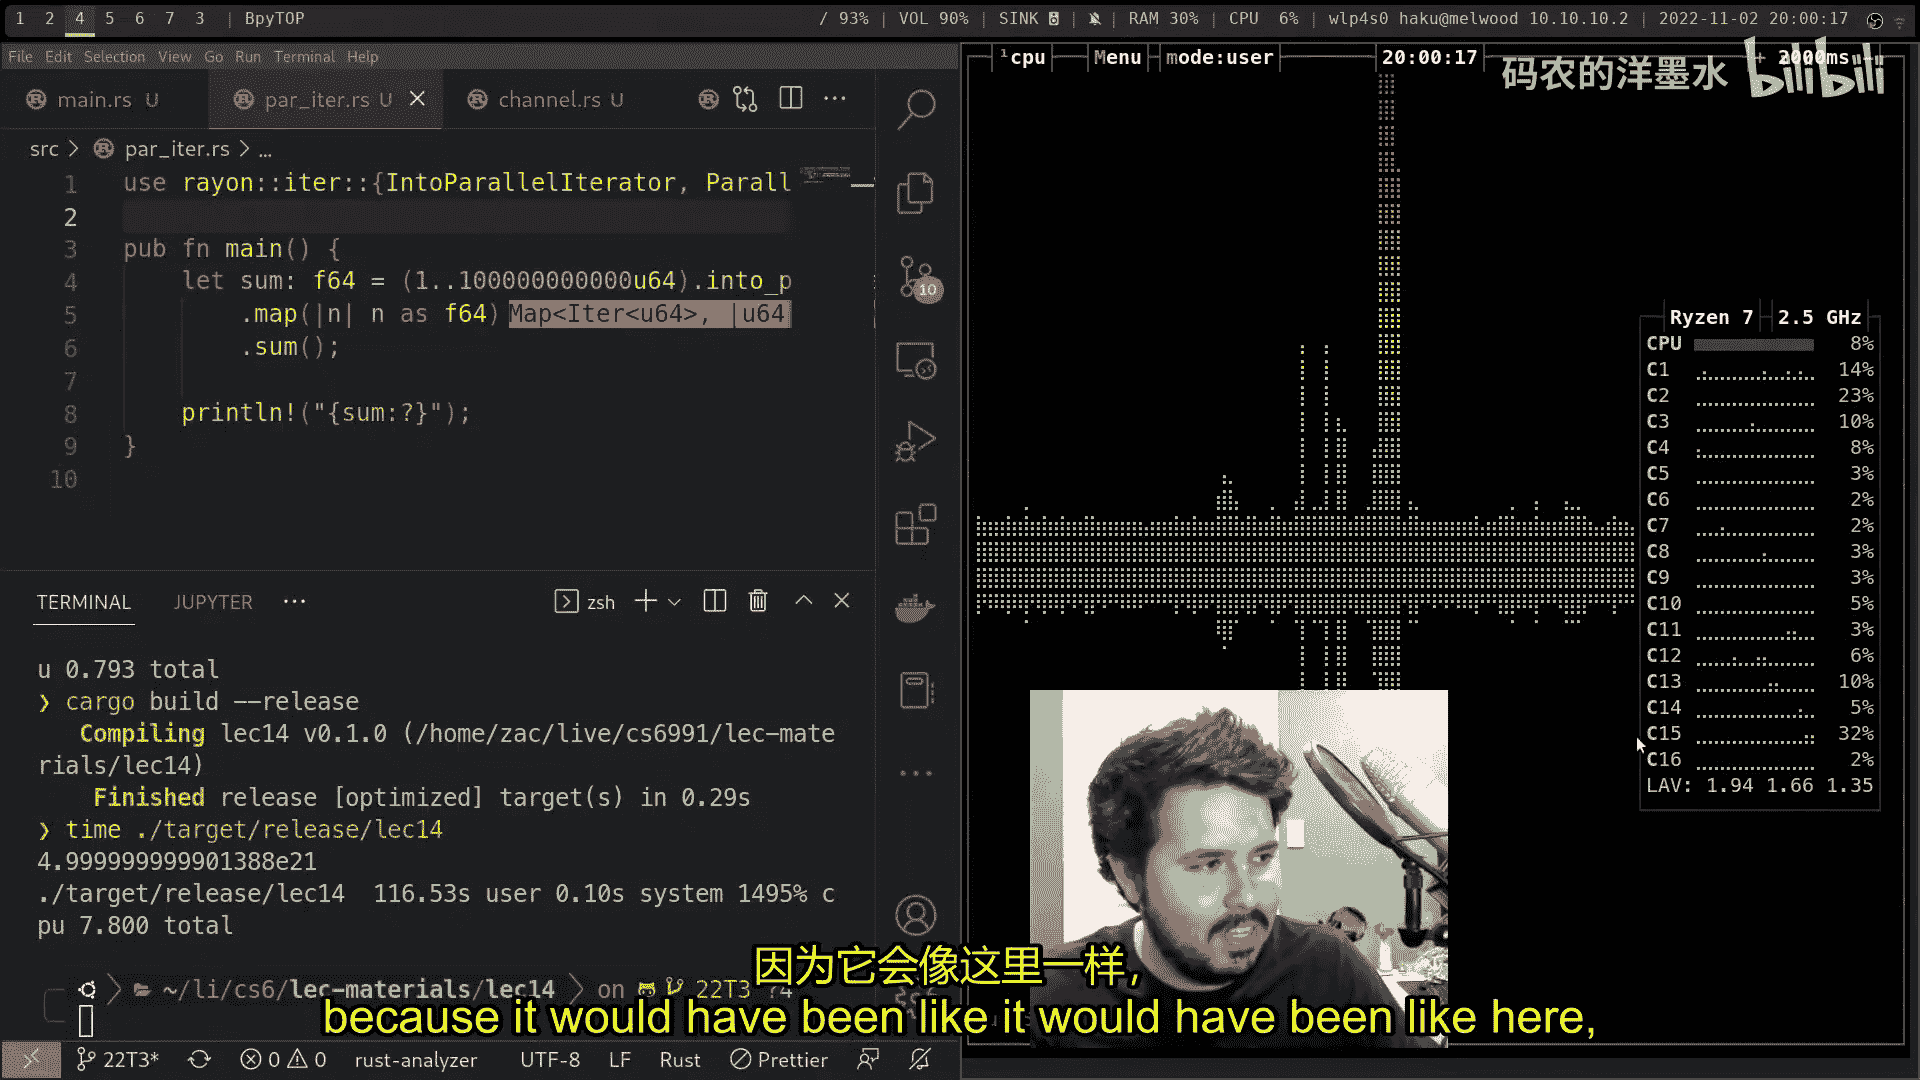 1 2 4 5 6 7 3 | BpyTOP
/ 93% | VOL 90% | SINK | | RAM 30% | CPU 6% | wlp4s0 haku@melwood 10.10.10.2 | 2022-11-02 20:00:17
File Edit Selection View Go Run Terminal Help
main.rs U par_iter.rs U channel.rs U
src > par_iter.rs > ...
1 use rayon::iter::{IntoParallelIterator, Parall
2
3 pub fn main() {
4 let sum: f64 = (1..100000000000u64).into_p
5 .map(|n| n as f64) Map<Iter<u64>, |u64
6 .sum();
7
8 println!("{sum:?}");
9 }
10
10
TERMINAL JUPYTER ... zsh
u 0.793 total
❯ cargo build --release
Compiling lec14 v0.1.0 (/home/zac/live/cs6991/lec-mate
rials/lec14)
Finished release [optimized] target(s) in 0.29s
❯ time ./target/release/lec14
4.999999999901388e21
./target/release/lec14 116.53s user 0.10s system 1495% c
pu 7.800 total
~/li/cs6/lec-materials/lec14 on 22T3 ?4
22T3* 0 0 rust-analyzer UTF-8 LF Rust Prettier
¹cpu Menu mode:user 20:00:17 + 2000ms -
码农的洋墨水 bilibili
Ryzen 7 2.5 GHz
CPU 8%
C1 14%
C2 23%
C3 10%
C4 8%
C5 3%
C6 2%
C7 2%
C8 3%
C9 3%
C10 5%
C11 3%
C12 6%
C13 10%
C14 5%
C15 32%
C16 2%
LAV: 1.94 1.66 1.35
因为它会像这里一样，
because it would have been like it would have been like here,